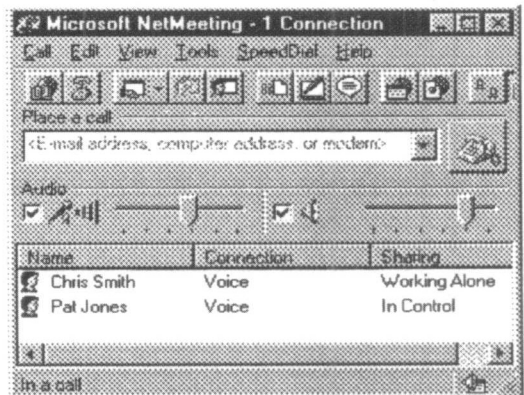 Microsoft NetMeeting - 1 Connection
Call Edit View Tools SpeedDial Help
Place a call
<E-mail address, computer address, or modem>
Audio
Name Connection Sharing
Chris Smith Voice Working Alone
Pat Jones Voice In Control
In a call